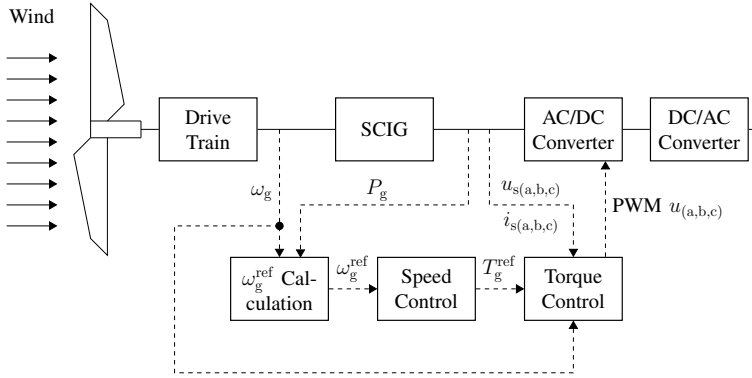 Wind
Drive
Train
SCIG
AC/DC
Converter
DC/AC
Converter
ω_g
P_g
u_s(a,b,c)
i_s(a,b,c)
PWM u_(a,b,c)
ω_g^ref Cal-
culation
ω_g^ref
Speed
Control
T_g^ref
Torque
Control